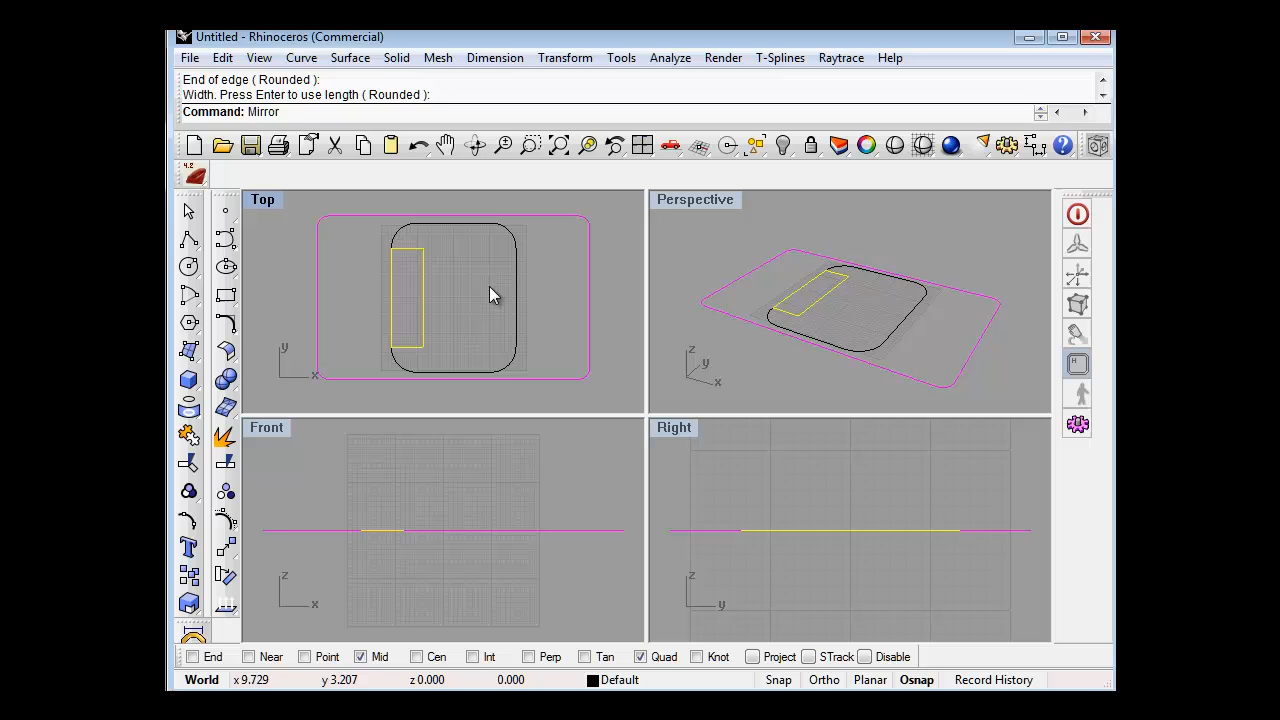 Untitled - Rhinoceros (Commercial)
File Edit View Curve Surface Solid Mesh Dimension Transform Tools Analyze Render T-Splines Raytrace Help
End of edge ( Rounded ):
Width. Press Enter to use length ( Rounded ):
Command: Mirror
4.2
Top Perspective
y x
z y x
Front Right
z x
z y
End Near Point Mid Cen Int Perp Tan Quad Knot Project STrack Disable
World x 9.729 y 3.207 z 0.000 0.000 Default Snap Ortho Planar Osnap Record History